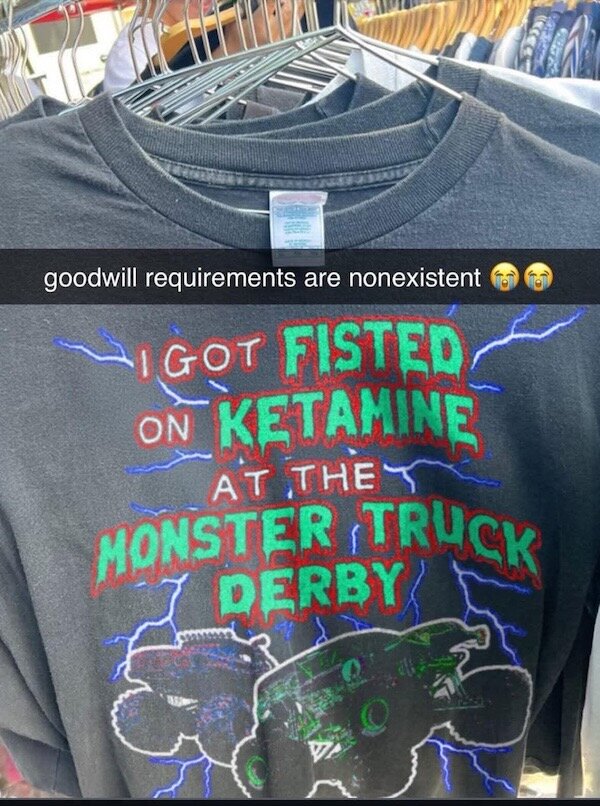 goodwill requirements are nonexistent 😭😭
I GOT FISTED
ON KETAMINE
AT THE
MONSTER TRUCK
DERBY